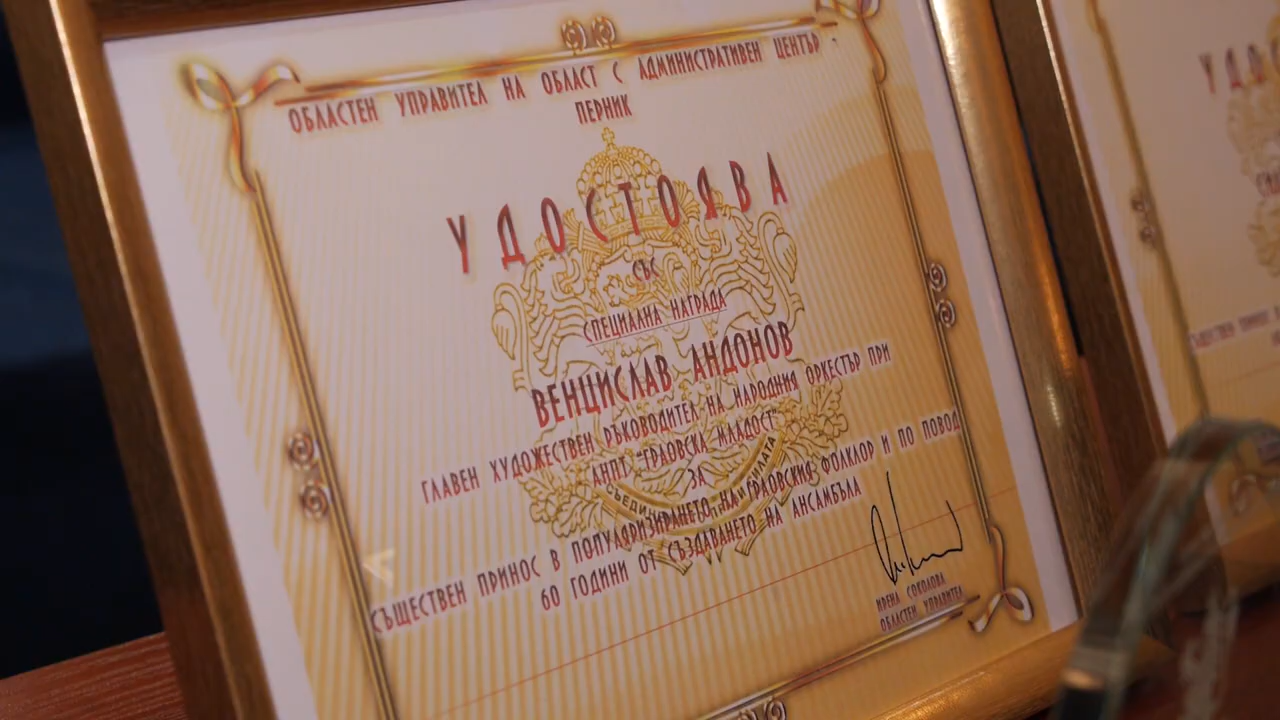 ОБЛАСТЕН УПРАВИТЕЛ НА ОБЛАСТ С АДМИНИСТРАТИВЕН ЦЕНТЪР -
ПЕРНИК
УДОСТОЯВА
СЪС
СПЕЦИАЛНА НАГРАДА
ВЕНЦИСЛАВ АНДОНОВ
ГЛАВЕН ХУДОЖЕСТВЕН РЪКОВОДИТЕЛ НА НАРОДНИЯ ОРКЕСТЪР ПРИ
АНПТ "ГРАОВСКА МЛАДОСТ"
ЗА
СЪЩЕСТВЕН ПРИНОС В ПОПУЛЯРИЗИРАНЕТО НА ГРАОВСКИЯ ФОЛКЛОР И ПО ПОВОД
60 ГОДИНИ ОТ СЪЗДАВАНЕТО НА АНСАМБЪЛА
ИРЕНА СОКОЛОВА
ОБЛАСТЕН УПРАВИТЕЛ